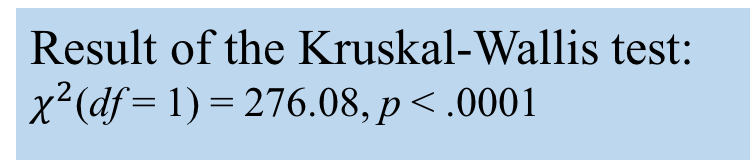 Result of the Kruskal-Wallis test:
χ²(df = 1) = 276.08, p < .0001